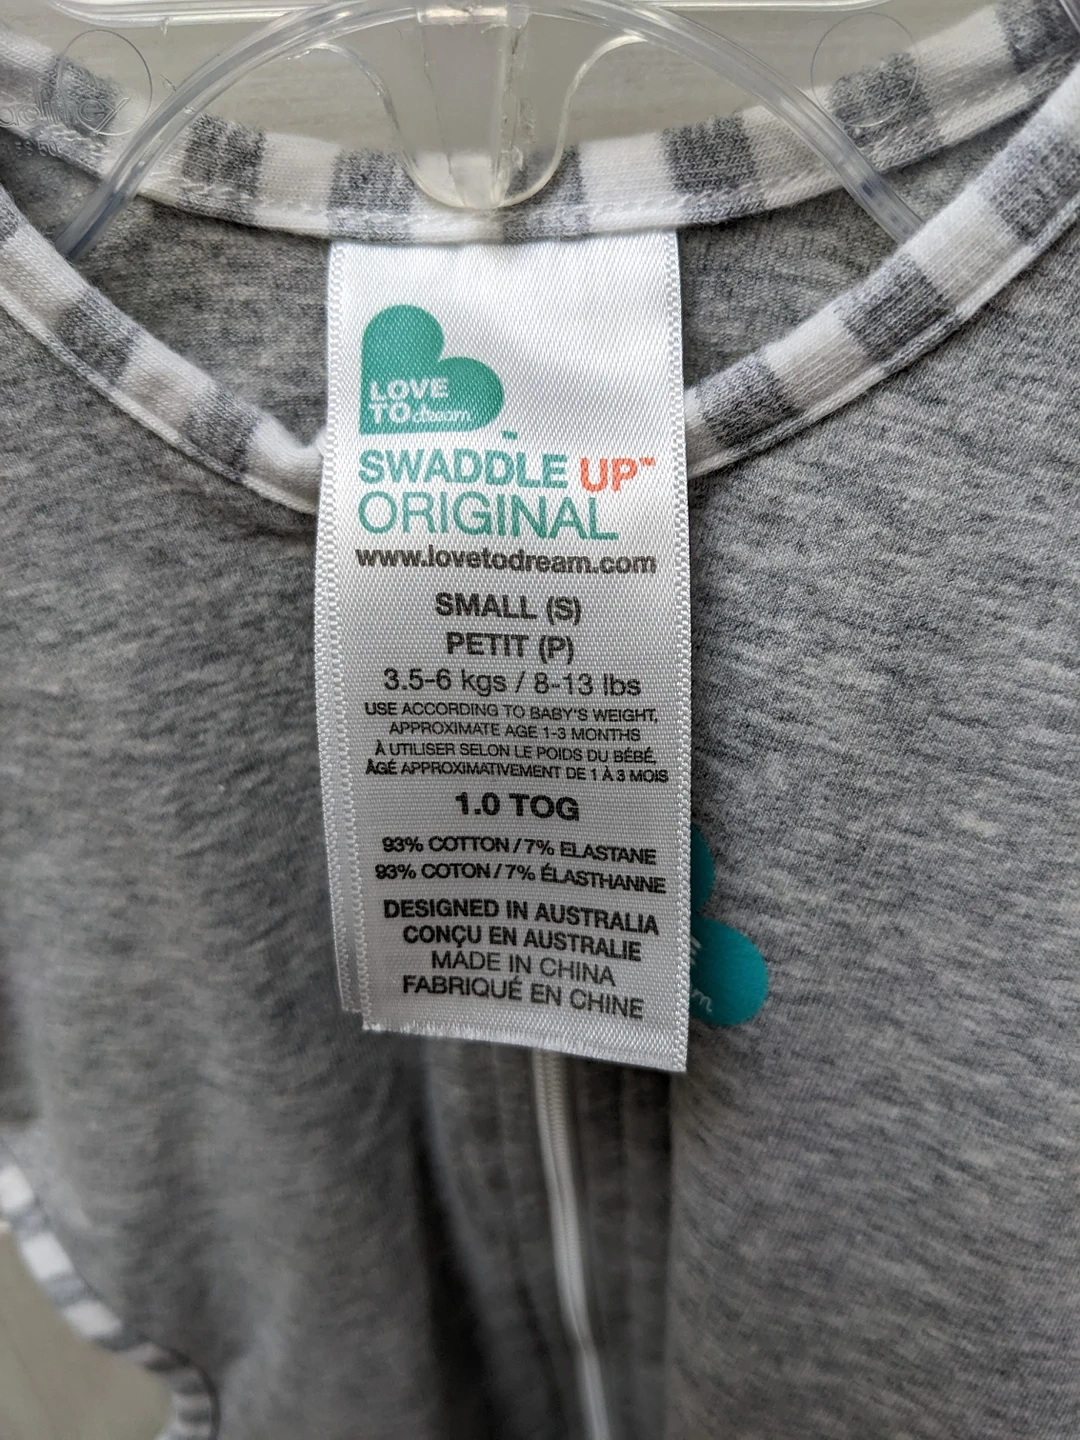 LOVE
TO dream
SWADDLE UP™
ORIGINAL
www.lovetodream.com
SMALL (S)
PETIT (P)
3.5-6 kgs / 8-13 lbs
USE ACCORDING TO BABY'S WEIGHT,
APPROXIMATE AGE 1-3 MONTHS
À UTILISER SELON LE POIDS DU BÉBÉ,
ÂGÉ APPROXIMATIVEMENT DE 1 À 3 MOIS
1.0 TOG
93% COTTON / 7% ELASTANE
93% COTON / 7% ÉLASTHANNE
DESIGNED IN AUSTRALIA
CONÇU EN AUSTRALIE
MADE IN CHINA
FABRIQUÉ EN CHINE